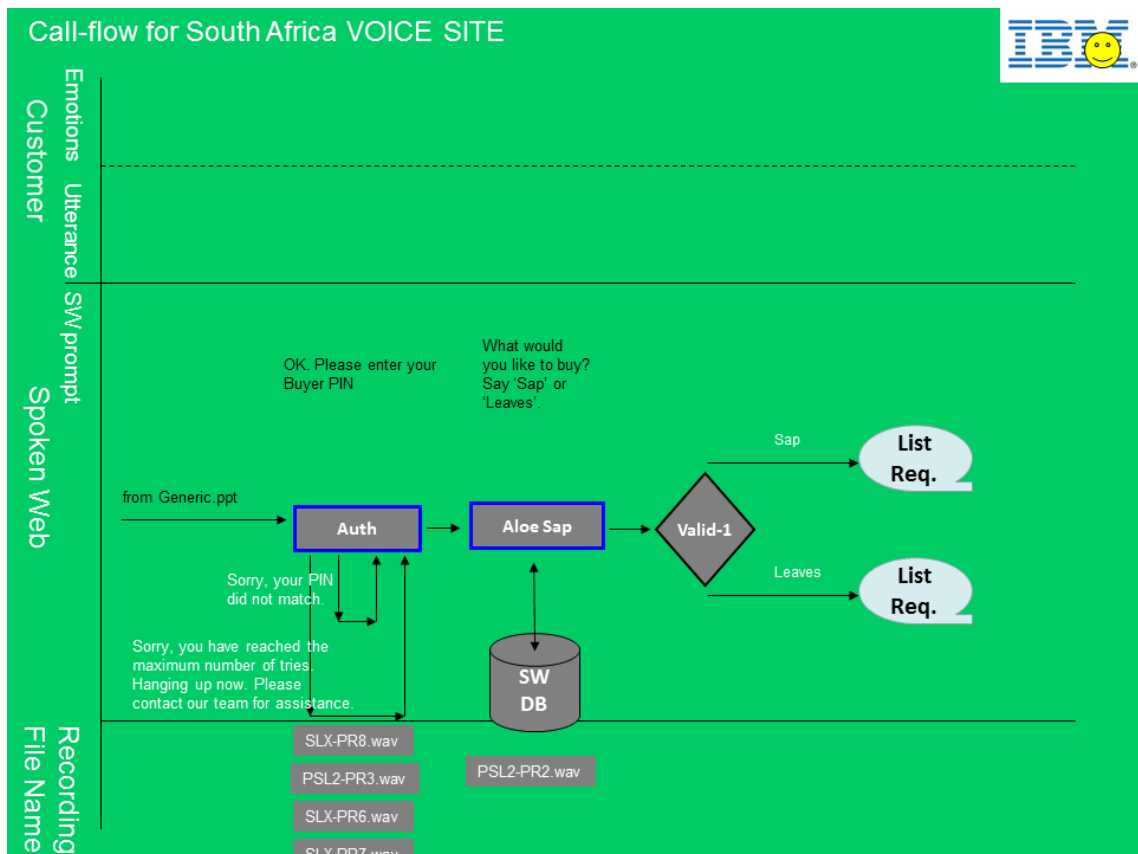 Call-flow for South Africa VOICE SITE
IBM
Customer
Emotions
Utterance
SW prompt
Spoken Web
OK. Please enter your
Buyer PIN
What would
you like to buy?
Say ‘Sap’ or
‘Leaves’.
from Generic.ppt
Auth
Aloe Sap
Valid-1
Sap
List
Req.
Leaves
List
Req.
Sorry, your PIN
did not match.
Sorry, you have reached the
maximum number of tries.
Hanging up now. Please
contact our team for assistance.
SW
DB
Recording
File Name
SLX-PR8.wav
PSL2-PR3.wav
SLX-PR6.wav
SLX-PR7.wav
PSL2-PR2.wav